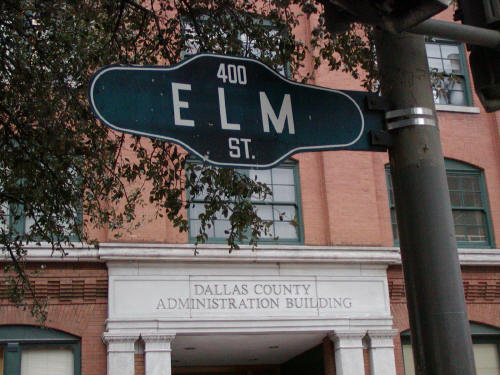 400
ELM
ST.
DALLAS COUNTY
ADMINISTRATION BUILDING